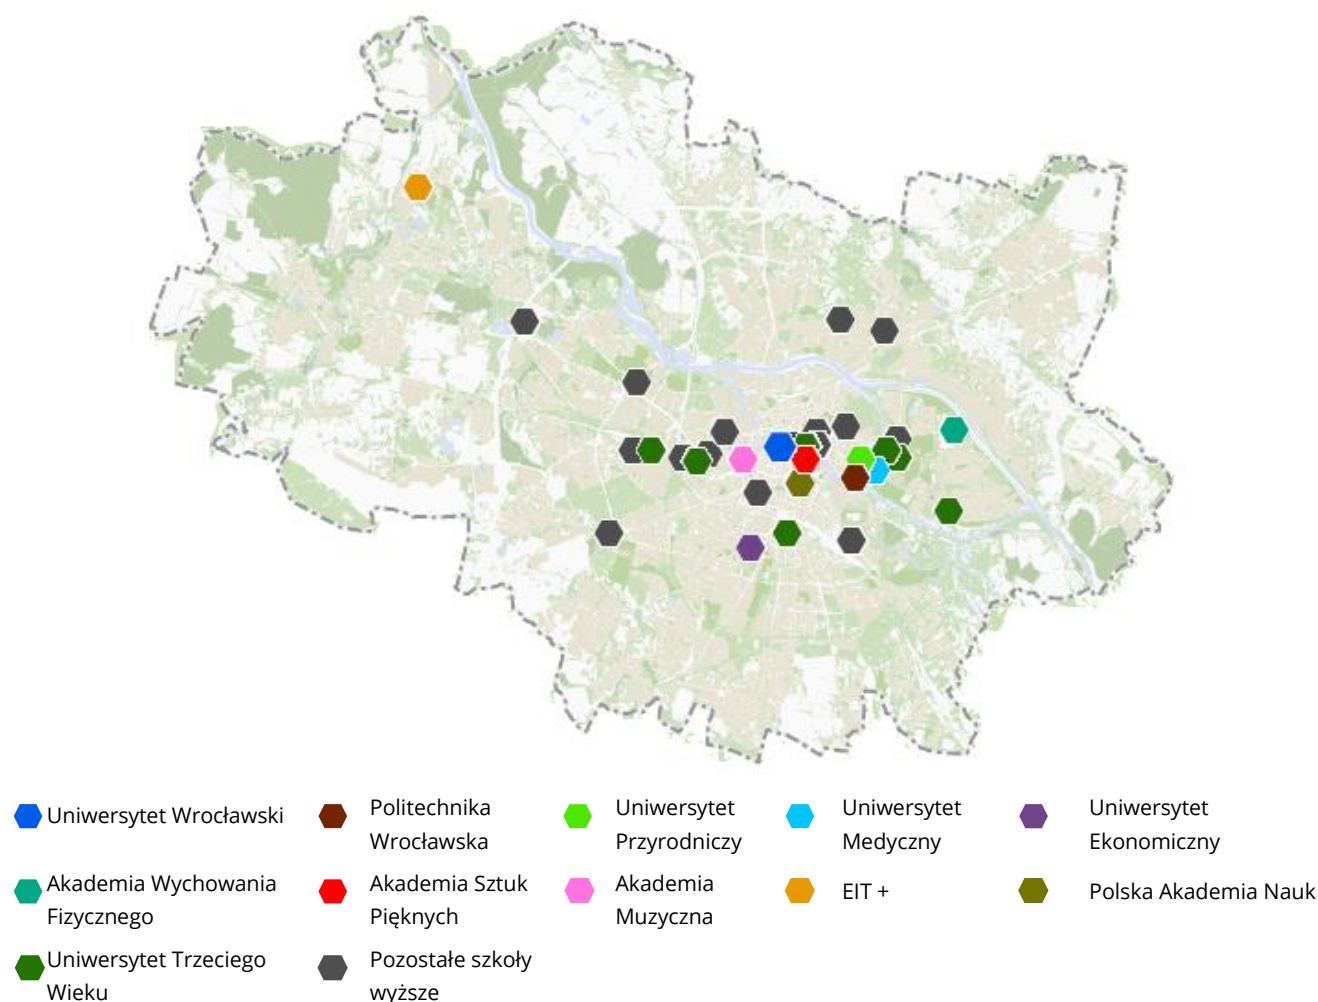 Uniwersytet Wrocławski
Politechnika
Wrocławska
Uniwersytet
Przyrodniczy
Uniwersytet
Medyczny
Uniwersytet
Ekonomiczny
Akademia Wychowania
Fizycznego
Akademia Sztuk
Pięknych
Akademia
Muzyczna
EIT +
Polska Akademia Nauk
Uniwersytet Trzeciego
Wieku
Pozostałe szkoły
wyższe